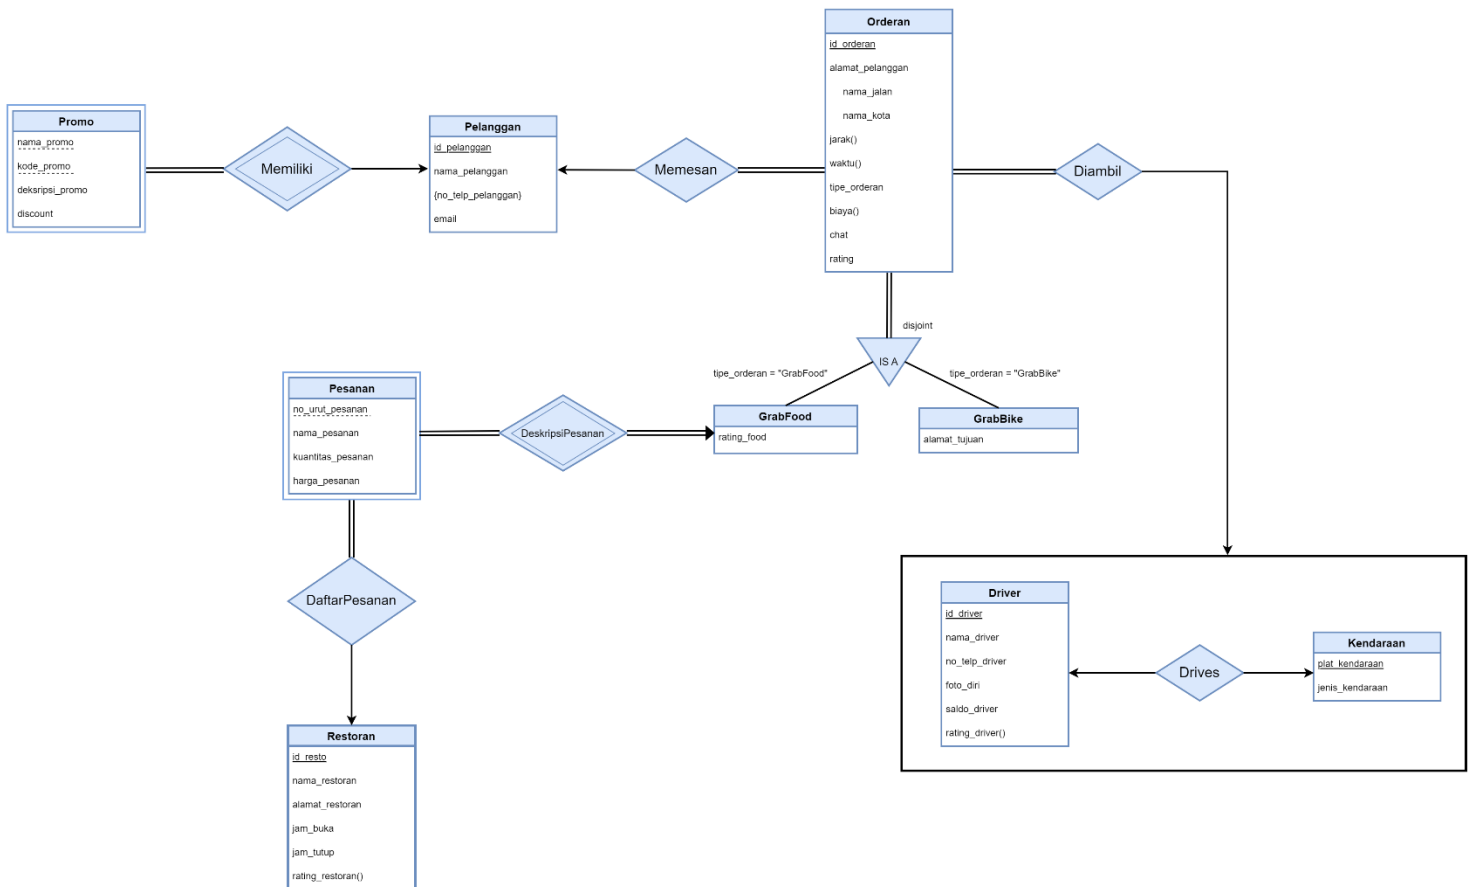 Orderan
id_orderan
alamat_pelanggan
nama_jalan
nama_kota
jarak()
waktu()
tipe_orderan
biaya()
chat
rating
Promo
nama_promo
kode_promo
deksripsi_promo
discount
Memiliki
Pelanggan
id_pelanggan
nama_pelanggan
{no_telp_pelanggan}
email
Memesan
Diambil
disjoint
IS A
tipe_orderan = "GrabFood"
tipe_orderan = "GrabBike"
Pesanan
no_urut_pesanan
nama_pesanan
kuantitas_pesanan
harga_pesanan
DeskripsiPesanan
GrabFood
rating_food
GrabBike
alamat_tujuan
DaftarPesanan
Driver
id_driver
nama_driver
no_telp_driver
foto_diri
saldo_driver
rating_driver()
Drives
Kendaraan
plat_kendaraan
jenis_kendaraan
Restoran
id_resto
nama_restoran
alamat_restoran
jam_buka
jam_tutup
rating_restoran()